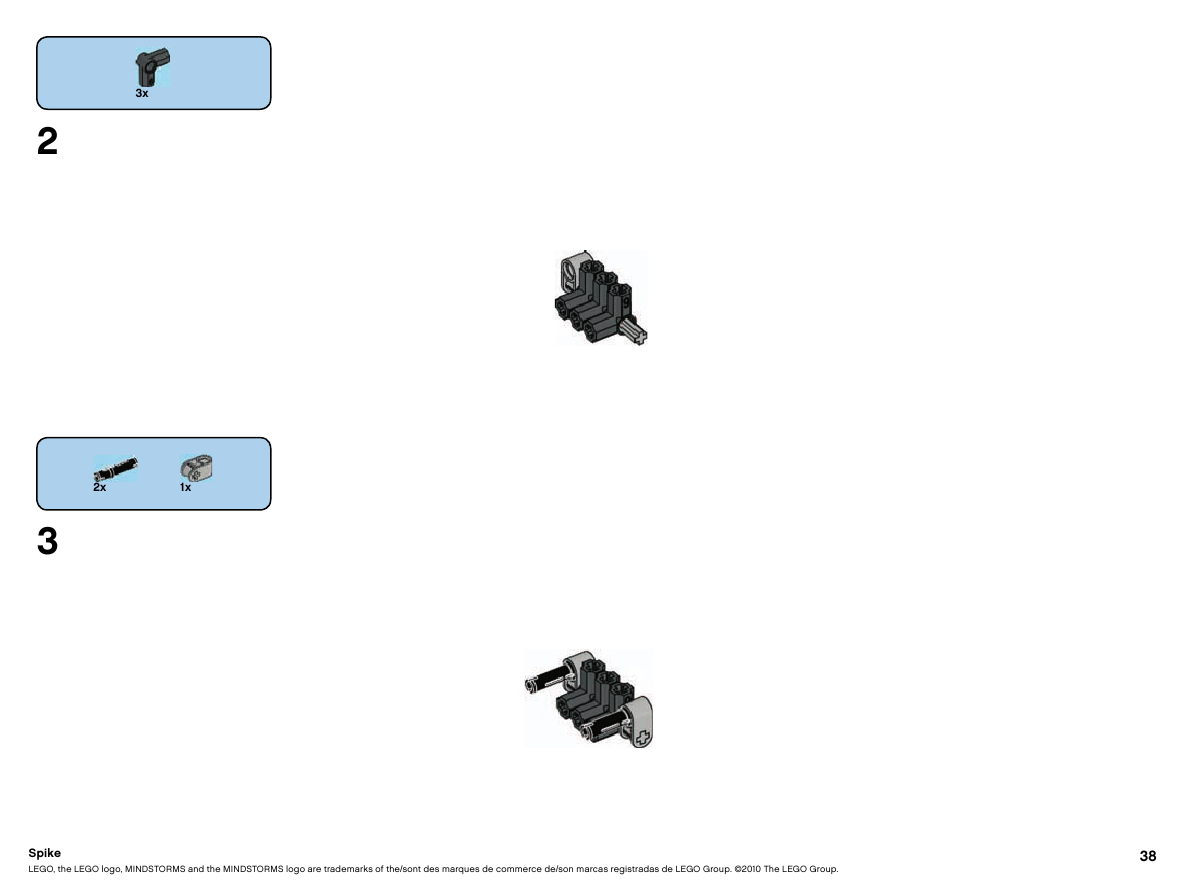 3x
2
2x 1x
3
Spike
LEGO, the LEGO logo, MINDSTORMS and the MINDSTORMS logo are trademarks of the/sont des marques de commerce de/son marcas registradas de LEGO Group. ©2010 The LEGO Group.
38